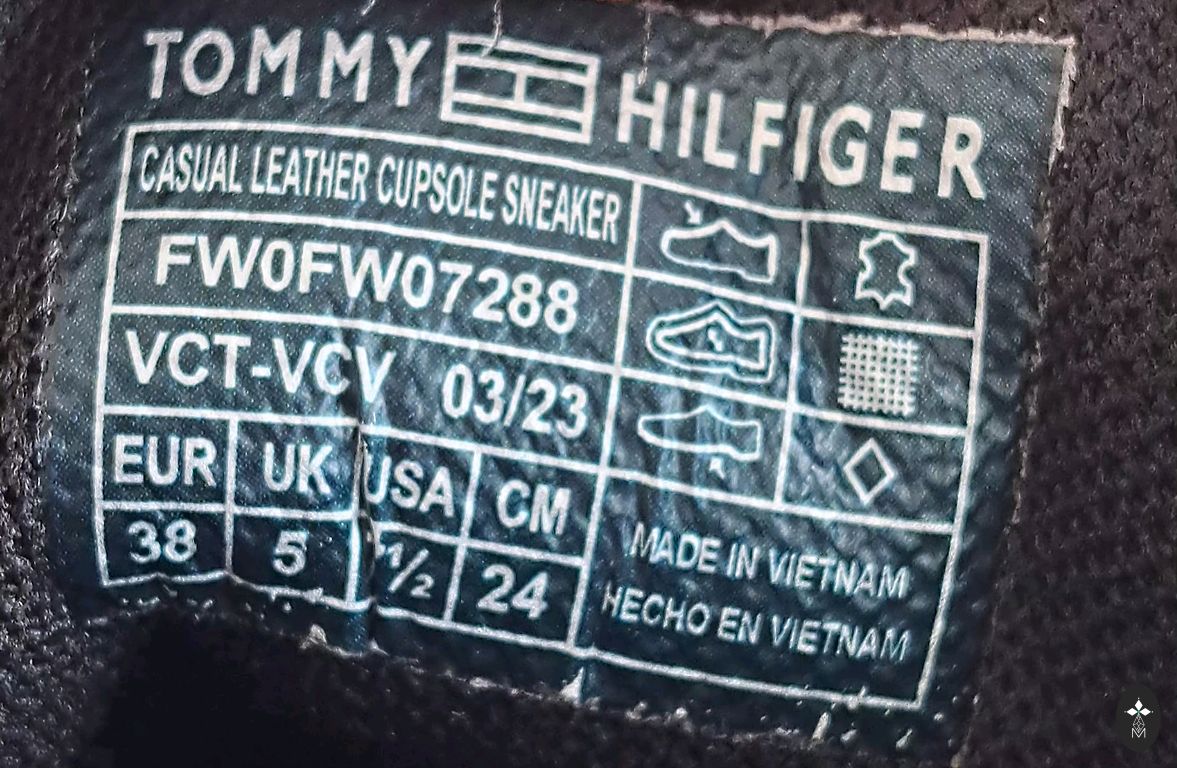 TOMMY HILFIGER
CASUAL LEATHER CUPSOLE SNEAKER
FW0FW07288
VCT-VCV 03/23
EUR UK USA CM
38 5 1/2 24
MADE IN VIETNAM
HECHO EN VIETNAM